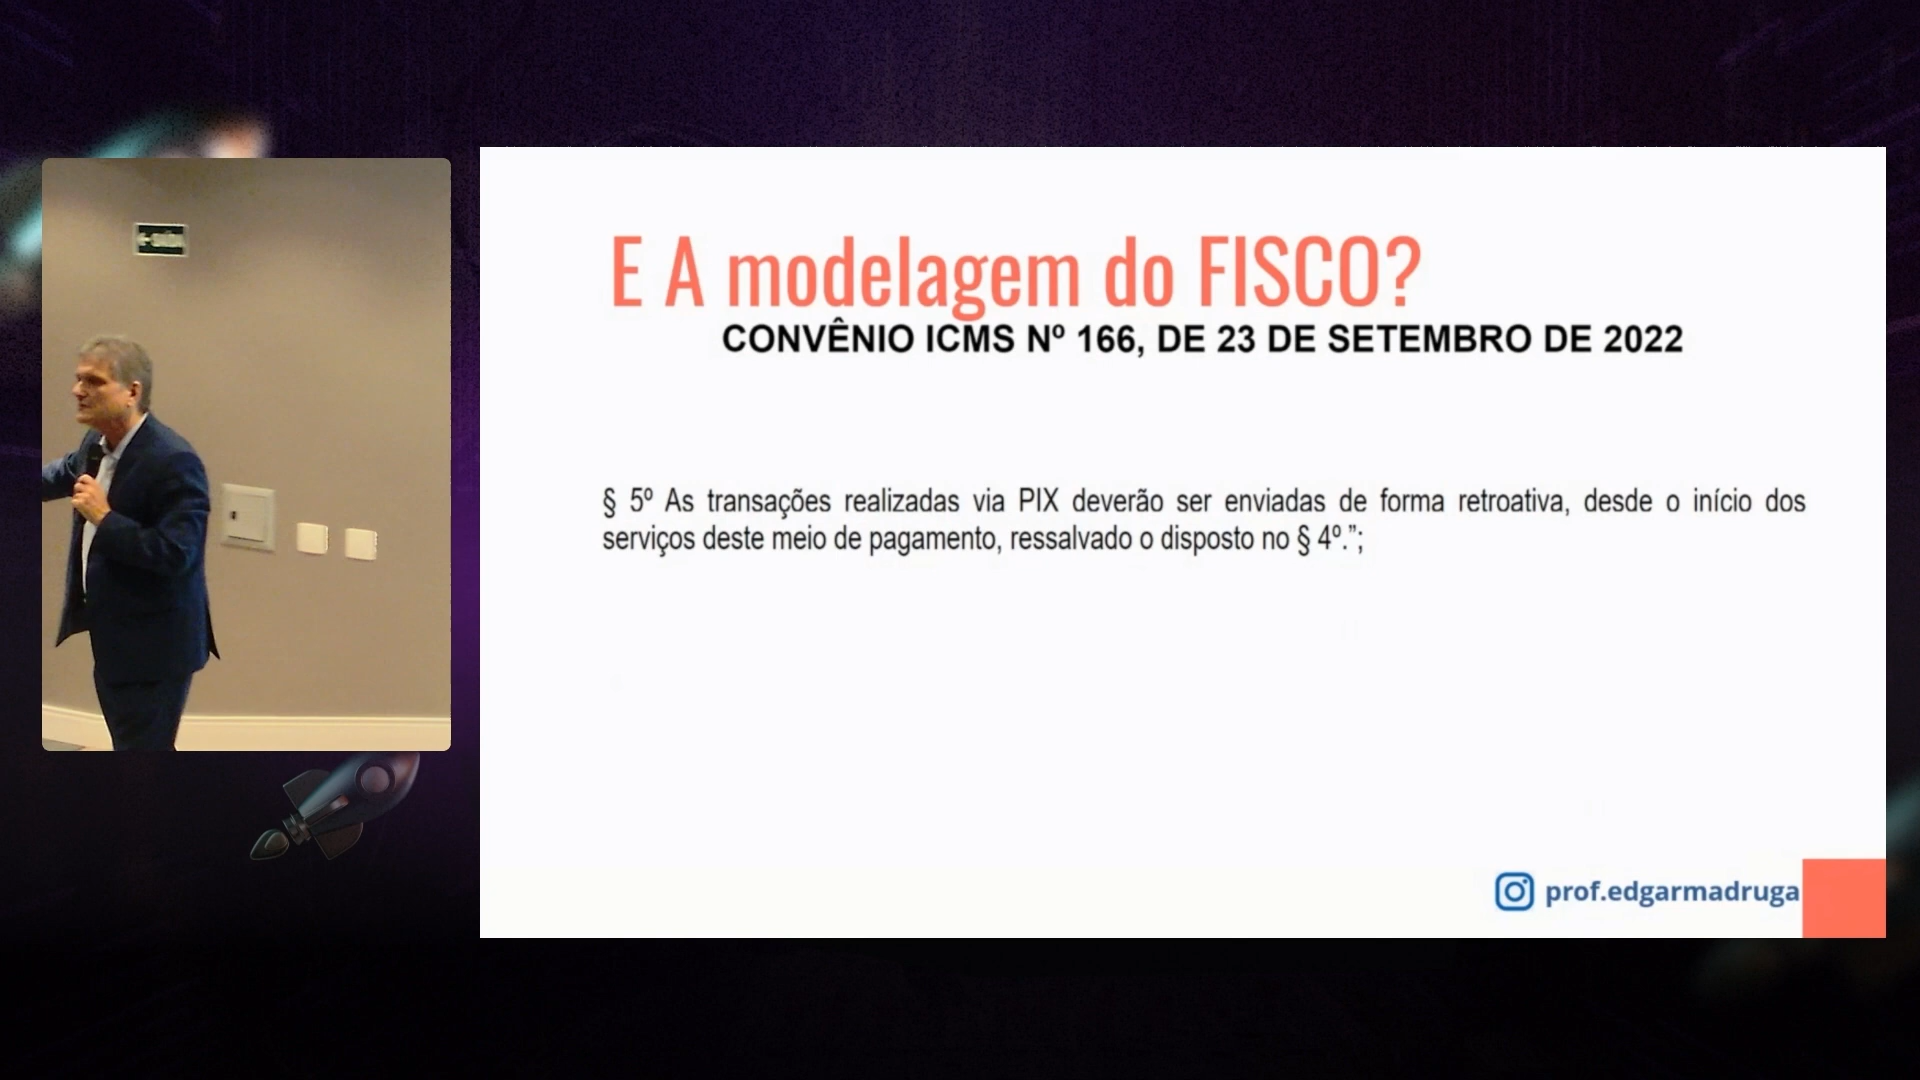 E A modelagem do FISCO?
CONVÊNIO ICMS Nº 166, DE 23 DE SETEMBRO DE 2022
§ 5º As transações realizadas via PIX deverão ser enviadas de forma retroativa, desde o início dos
serviços deste meio de pagamento, ressalvado o disposto no § 4º.”;
prof.edgarmadruga